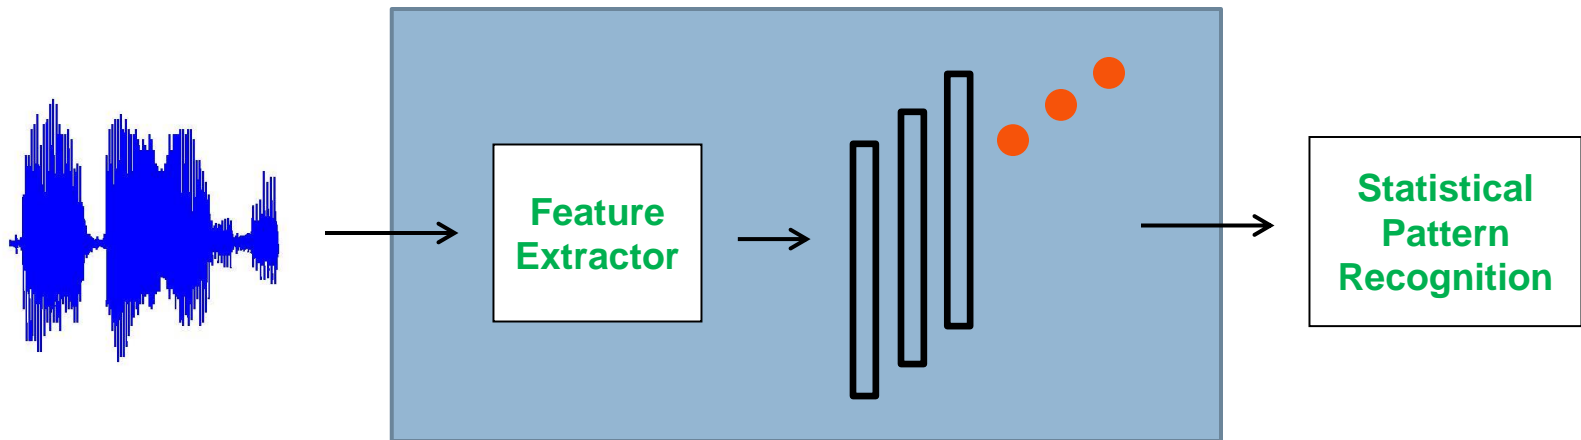 Feature
Extractor
Statistical
Pattern
Recognition